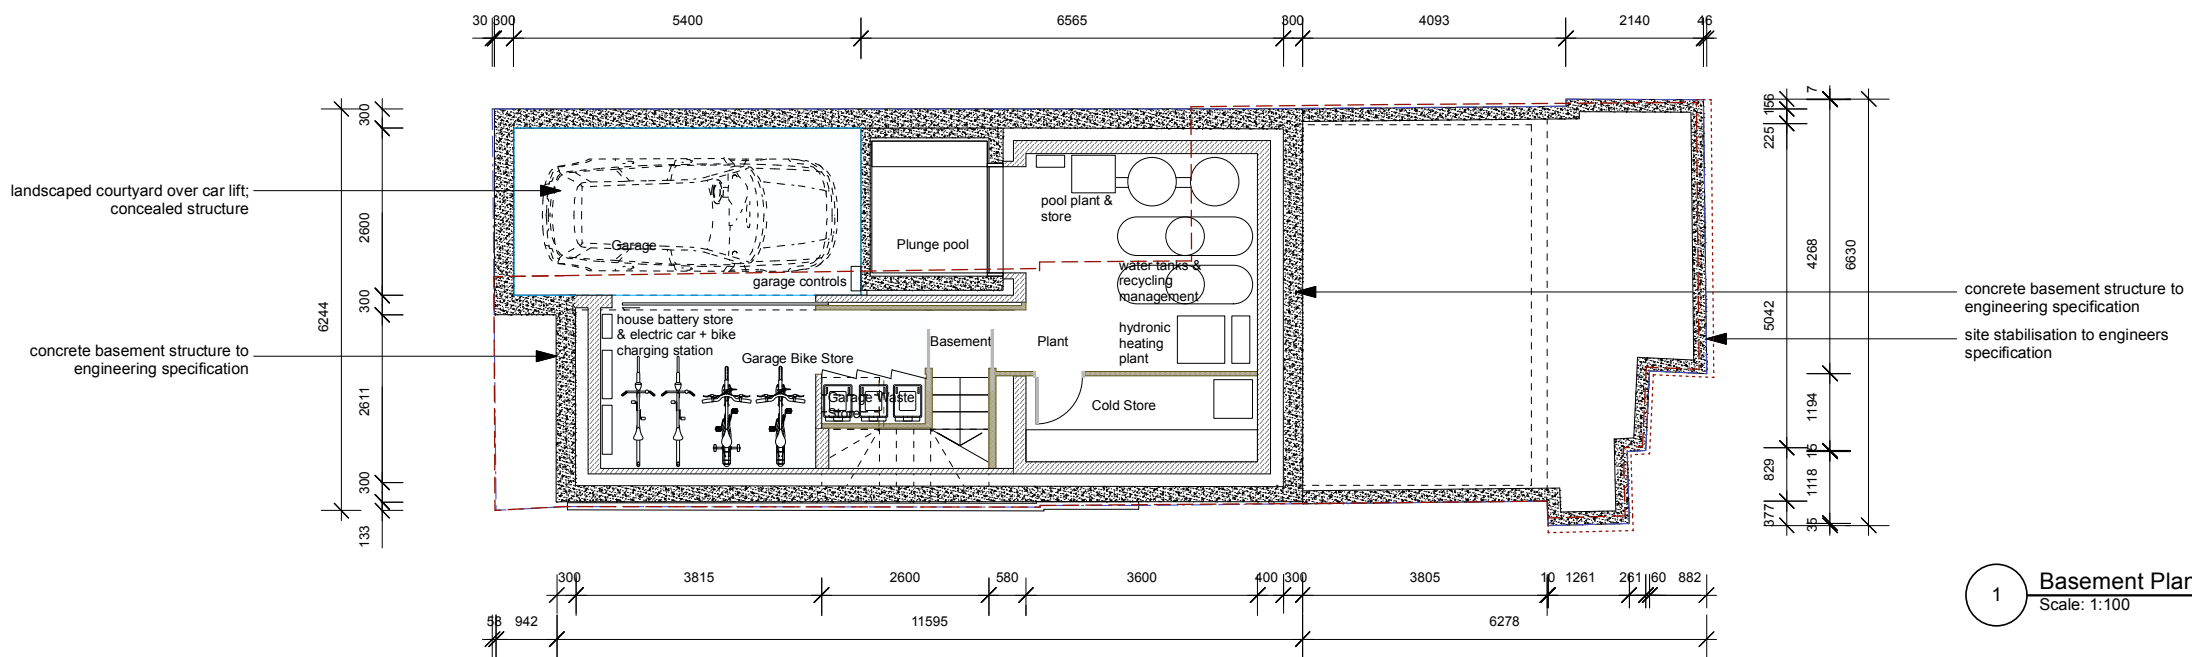 30 300 5400 6565 300 4093 2140 46
landscaped courtyard over car lift;
concealed structure
concrete basement structure to
engineering specification
300
2600
300
2611
300
133
6244
Garage
garage controls
Plunge pool
pool plant &
store
water tanks &
recycling
management
hydronic
heating
plant
house battery store
& electric car + bike
charging station
Garage Bike Store
Garage Waste
Store
Basement
Plant
Cold Store
156
225
5042
829
377
7
4268
1194
15
1118
35
6630
concrete basement structure to
engineering specification
site stabilisation to engineers
specification
300 3815 2600 580 3600 400 300 3805 10 1261 261 60 882
942 11595 6278
1
Basement Plan
Scale: 1:100